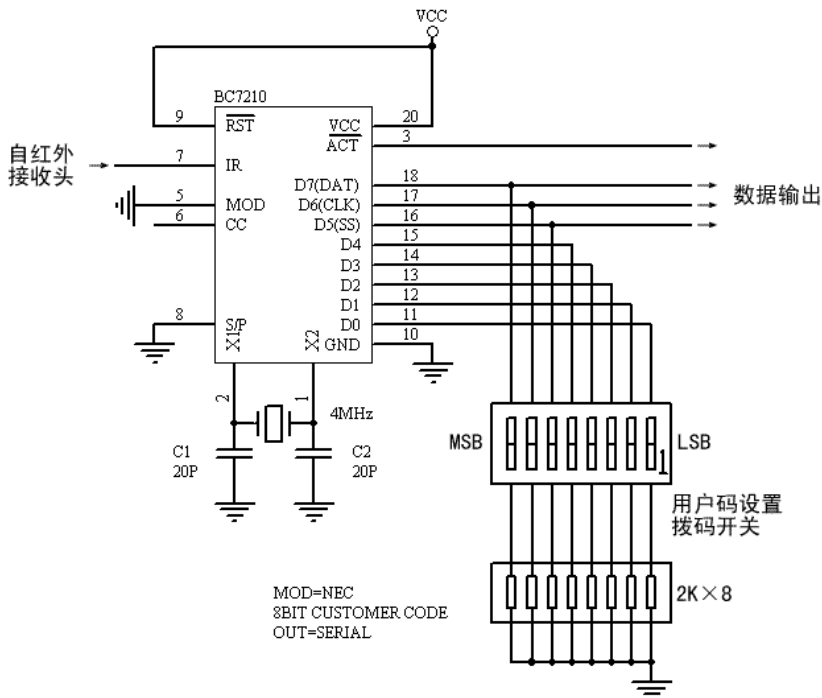 VCC
BC7210
9
RST
VCC
20
ACT
3
自红外
接收头
7
IR
D7(DAT)
18
5
MOD
D6(CLK)
17
数据输出
6
CC
D5(SS)
16
D4
15
D3
14
D2
13
D1
12
8
S/P
D0
11
X1
X2
GND
10
2
1
4MHz
C1
20P
C2
20P
MSB
1
LSB
用户码设置
拨码开关
2K×8
MOD=NEC
8BIT CUSTOMER CODE
OUT=SERIAL